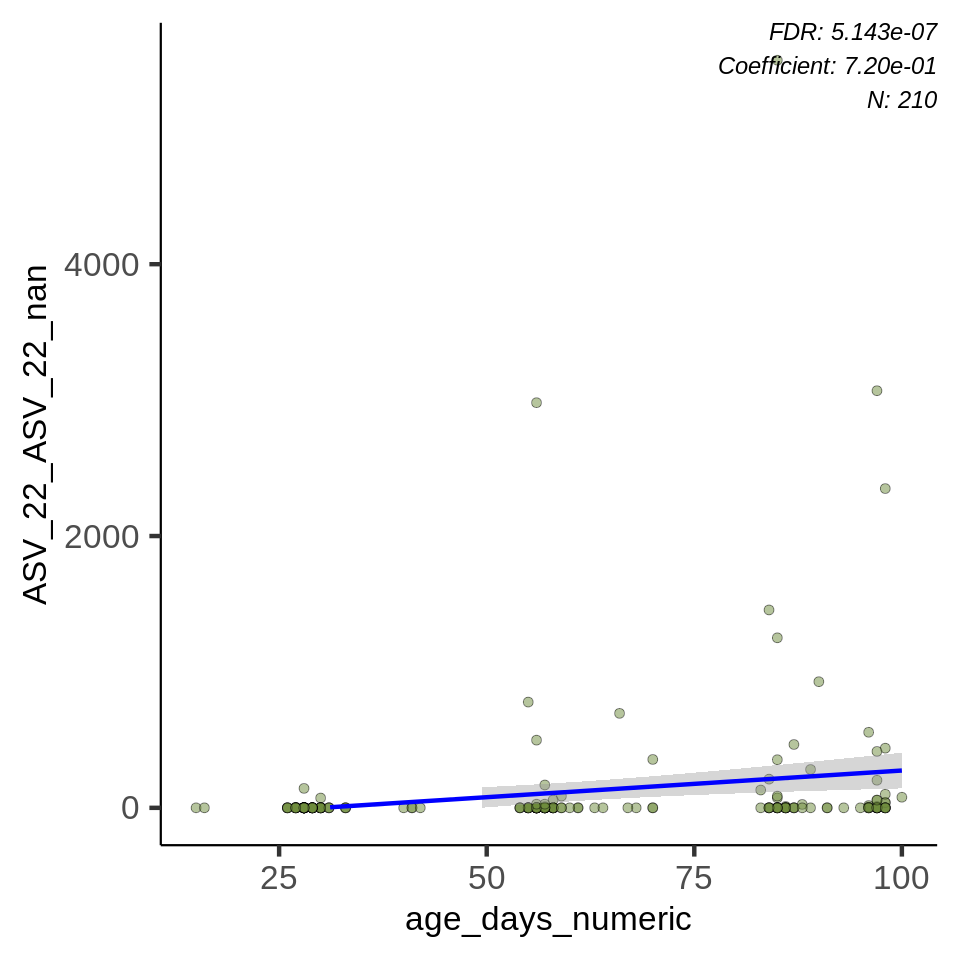 FDR: 5.143e-07
Coefficient: 7.20e-01
N: 210
ASV_22_ASV_22_nan
4000
2000
0
25
50
75
100
age_days_numeric